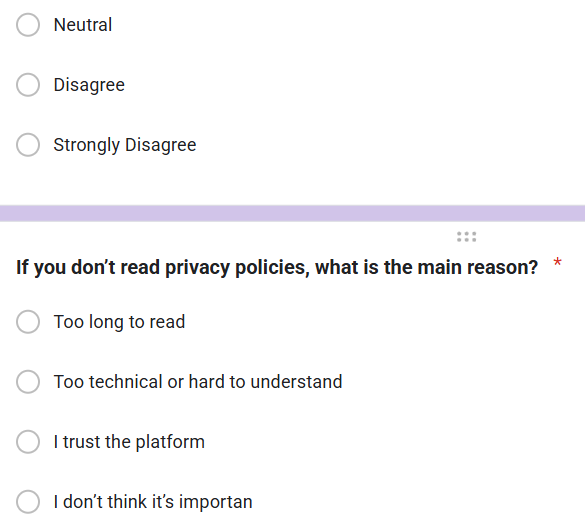 Neutral
Disagree
Strongly Disagree
If you don’t read privacy policies, what is the main reason? *
Too long to read
Too technical or hard to understand
I trust the platform
I don’t think it’s importan